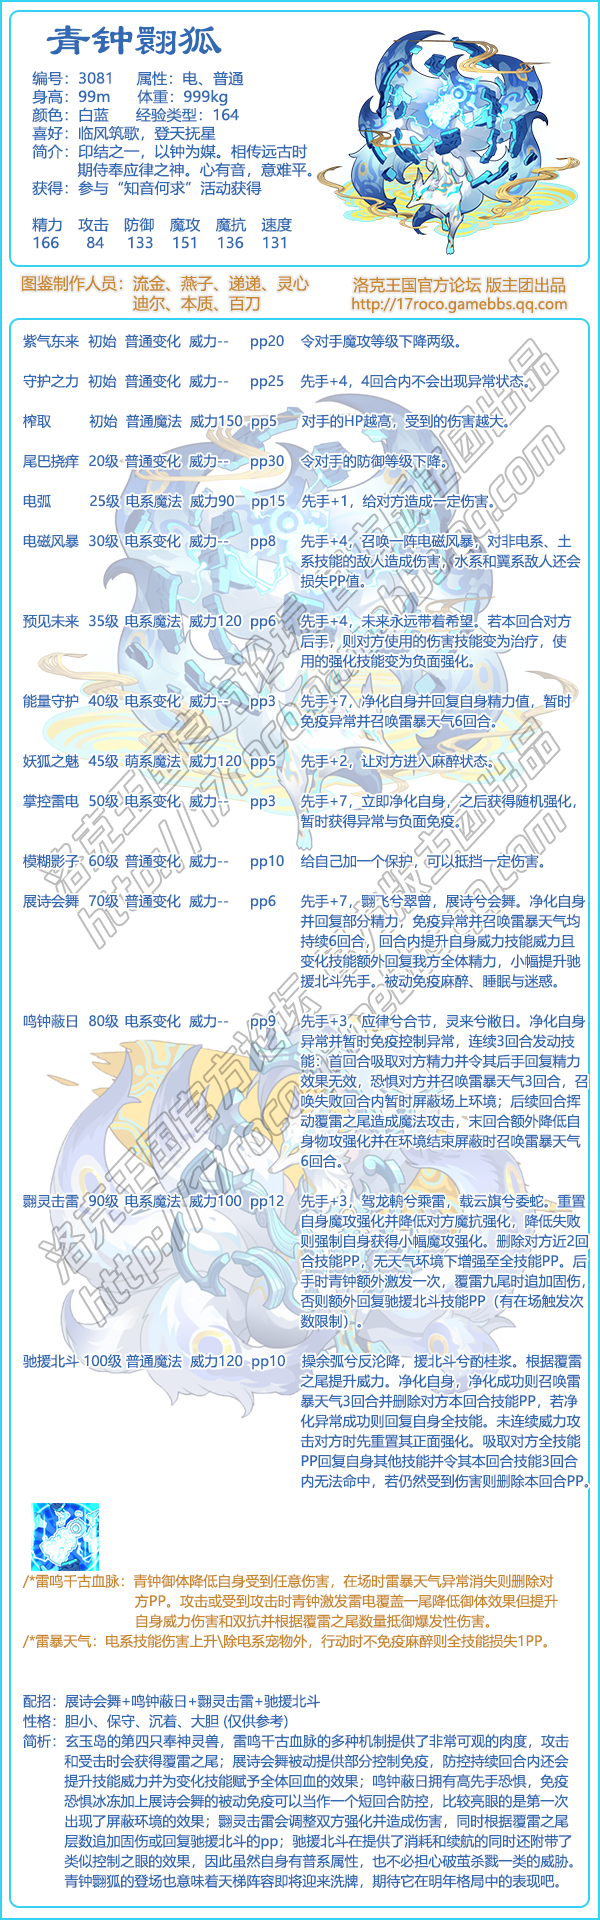 青钟翾狐
编号：3081 属性：电、普通
身高：99m 体重：999kg
颜色：白蓝 经验类型：164
喜好：临风筑歌，登天抚星
简介：印结之一，以钟为媒。相传远古时
期侍奉应律之神。心有音，意难平。
获得：参与“知音何求”活动获得
精力 攻击 防御 魔攻 魔抗 速度
166 84 133 151 136 131
图鉴制作人员：流金、燕子、递递、灵心
迪尔、本质、百刀
洛克王国官方论坛 版主团出品
http://17roco.gamebbs.qq.com
紫气东来 初始 普通变化 威力-- pp20 令对手魔攻等级下降两级。
守护之力 初始 普通变化 威力-- pp25 先手+4，4回合内不会出现异常状态。
榨取 初始 普通魔法 威力150 pp5 对手的HP越高，受到的伤害越大。
尾巴挠痒 20级 普通变化 威力-- pp30 令对手的防御等级下降。
电弧 25级 电系魔法 威力90 pp15 先手+1，给对方造成一定伤害。
电磁风暴 30级 电系变化 威力-- pp8 先手+4，召唤一阵电磁风暴，对非电系、土
系技能的敌人造成伤害，水系和翼系敌人还会
损失PP值。
预见未来 35级 电系魔法 威力120 pp6 先手+4，未来永远带着希望。若本回合对方
后手，则对方使用的伤害技能变为治疗，使
用的强化技能变为负面强化。
能量守护 40级 电系变化 威力-- pp3 先手+7，净化自身并回复自身精力值，暂时
免疫异常并召唤雷暴天气6回合。
妖狐之魅 45级 萌系魔法 威力120 pp5 先手+2，让对方进入麻醉状态。
掌控雷电 50级 电系变化 威力-- pp3 先手+7，立即净化自身，之后获得随机强化，
暂时获得异常与负面免疫。
模糊影子 60级 普通变化 威力-- pp10 给自己加一个保护，可以抵挡一定伤害。
展诗会舞 70级 普通变化 威力-- pp6 先手+7，翾飞兮翠曾，展诗兮会舞。净化自身
并回复部分精力，免疫异常并召唤雷暴天气均
持续6回合，回合内提升自身威力技能威力且
变化技能额外回复我方全体精力，小幅提升驰
援北斗先手。被动免疫麻醉、睡眠与迷惑。
鸣钟蔽日 80级 电系变化 威力-- pp9 先手+3，应律兮合节，灵来兮敝日。净化自身
异常并暂时免疫控制异常，连续3回合发动技
能：首回合吸取对方精力并令其后手回复精力
效果无效，恐惧对方并召唤雷暴天气3回合，召
唤失败回合内暂时屏蔽场上环境；后续回合挥
动覆雷之尾造成魔法攻击，末回合额外降低自
身物攻强化并在环境结束屏蔽时召唤雷暴天气
6回合。
翾灵击雷 90级 电系魔法 威力100 pp12 先手+3，驾龙辀兮乘雷，载云旗兮委蛇。重置
自身魔攻强化并降低对方魔抗强化，降低失败
则强制自身获得小幅魔攻强化。删除对方近2回
合技能PP，无天气环境下增强至全技能PP。后
手时青钟额外激发一次，覆雷九尾时追加固伤，
否则额外回复驰援北斗技能PP（有在场触发次
数限制）。
驰援北斗 100级 普通魔法 威力120 pp10 操余弧兮反沦降，援北斗兮酌桂浆。根据覆雷
之尾提升威力。净化自身，净化成功则召唤雷
暴天气3回合并删除对方本回合技能PP，若净
化异常成功则回复自身全技能。未连续威力攻
击对方时先重置其正面强化。吸取对方全技能
PP回复自身其他技能并令其本回合技能3回合
内无法命中，若仍然受到伤害则删除本回合PP。
/*雷鸣千古血脉：青钟御体降低自身受到任意伤害，在场时雷暴天气异常消失则删除对
方PP。攻击或受到攻击时青钟激发雷电覆盖一尾降低御体效果但提升
自身威力伤害和双抗并根据覆雷之尾数量抵御爆发性伤害。
/*雷暴天气：电系技能伤害上升\除电系宠物外，行动时不免疫麻醉则全技能损失1PP。
配招：展诗会舞+鸣钟蔽日+翾灵击雷+驰援北斗
性格：胆小、保守、沉着、大胆 (仅供参考)
简析：玄玉岛的第四只奉神灵兽，雷鸣千古血脉的多种机制提供了非常可观的肉度，攻击
和受击时会获得覆雷之尾；展诗会舞被动提供部分控制免疫，防控持续回合内还会
提升技能威力并为变化技能赋予全体回血的效果；鸣钟蔽日拥有高先手恐惧，免疫
恐惧冰冻加上展诗会舞的被动免疫可以当作一个短回合防控，比较亮眼的是第一次
出现了屏蔽环境的效果；翾灵击雷会调整双方强化并造成伤害，同时根据覆雷之尾
层数追加固伤或回复驰援北斗的pp；驰援北斗在提供了消耗和续航的同时还附带了
类似控制之眼的效果，因此虽然自身有普系属性，也不必担心破茧杀戮一类的威胁。
青钟翾狐的登场也意味着天梯阵容即将迎来洗牌，期待它在明年格局中的表现吧。
洛克王国官方论坛 版主团出品
http://17roco.gamebbs.qq.com
洛克王国官方论坛 版主团出品
http://17roco.gamebbs.qq.com